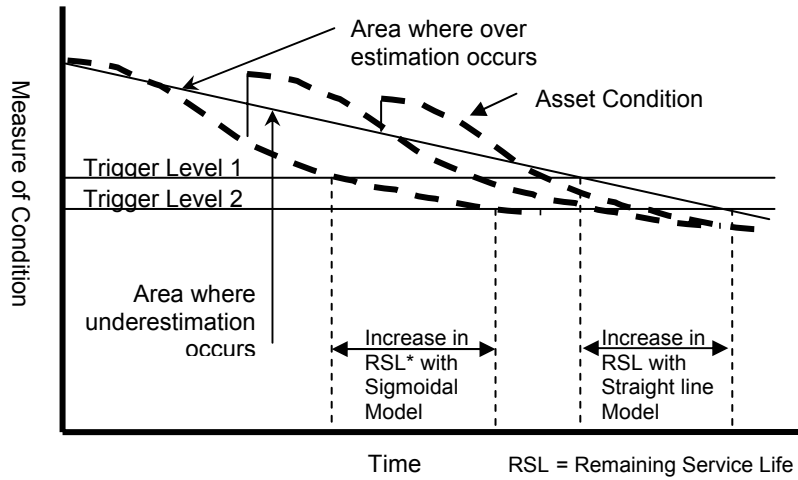 Area where over
estimation occurs
Asset Condition
Measure of Condition
Trigger Level 1
Trigger Level 2
Area where
underestimation
occurs
Increase in
RSL* with
Sigmoidal
Model
Increase in
RSL with
Straight line
Model
Time
RSL = Remaining Service Life